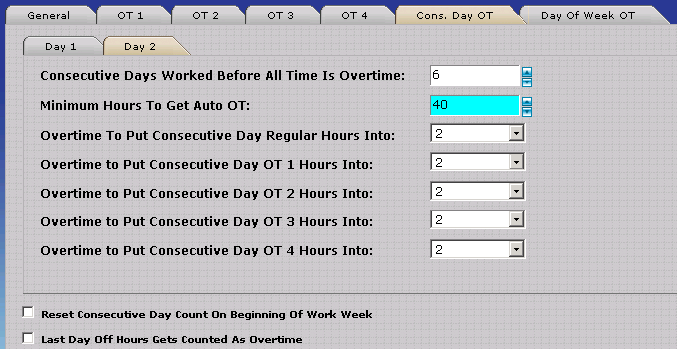 General OT 1 OT 2 OT 3 OT 4 Cons. Day OT Day Of Week OT
Day 1 Day 2
Consecutive Days Worked Before All Time Is Overtime: 6
Minimum Hours To Get Auto OT: 40
Overtime To Put Consecutive Day Regular Hours Into: 2
Overtime to Put Consecutive Day OT 1 Hours Into: 2
Overtime to Put Consecutive Day OT 2 Hours Into: 2
Overtime to Put Consecutive Day OT 3 Hours Into: 2
Overtime to Put Consecutive Day OT 4 Hours Into: 2
Reset Consecutive Day Count On Beginning Of Work Week
Last Day Off Hours Gets Counted As Overtime